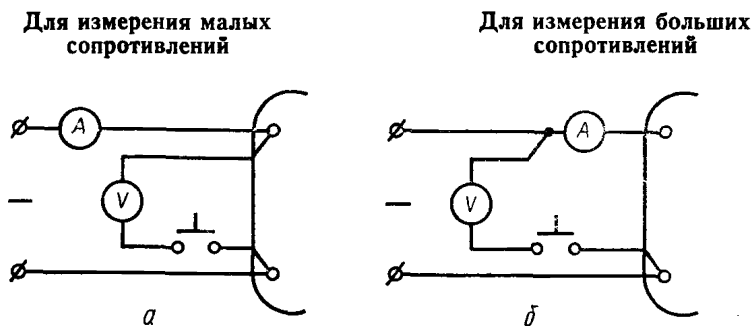 Для измерения малых
сопротивлений
Для измерения больших
сопротивлений
A
A
V
V
а
б